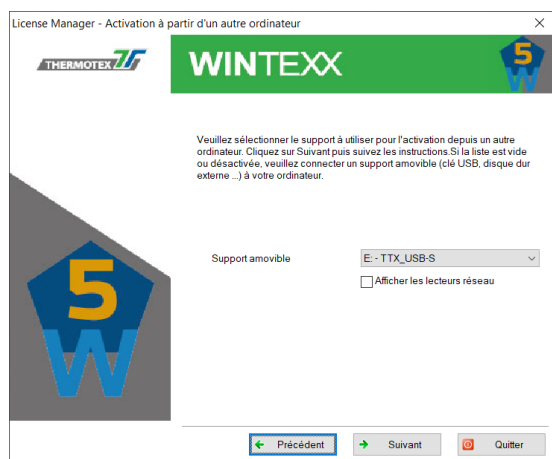 License Manager - Activation à partir d'un autre ordinateur
THERMOTEX
WINTEXX
5
W
Veuillez sélectionner le support à utiliser pour l'activation depuis un autre
ordinateur. Cliquez sur Suivant puis suivez les instructions.Si la liste est vide
ou désactivée, veuillez connecter un support amovible (clé USB, disque dur
externe ...) à votre ordinateur.
Support amovible
E: - TTX_USB-S
Afficher les lecteurs réseau
5
W
Précédent
Suivant
Quitter